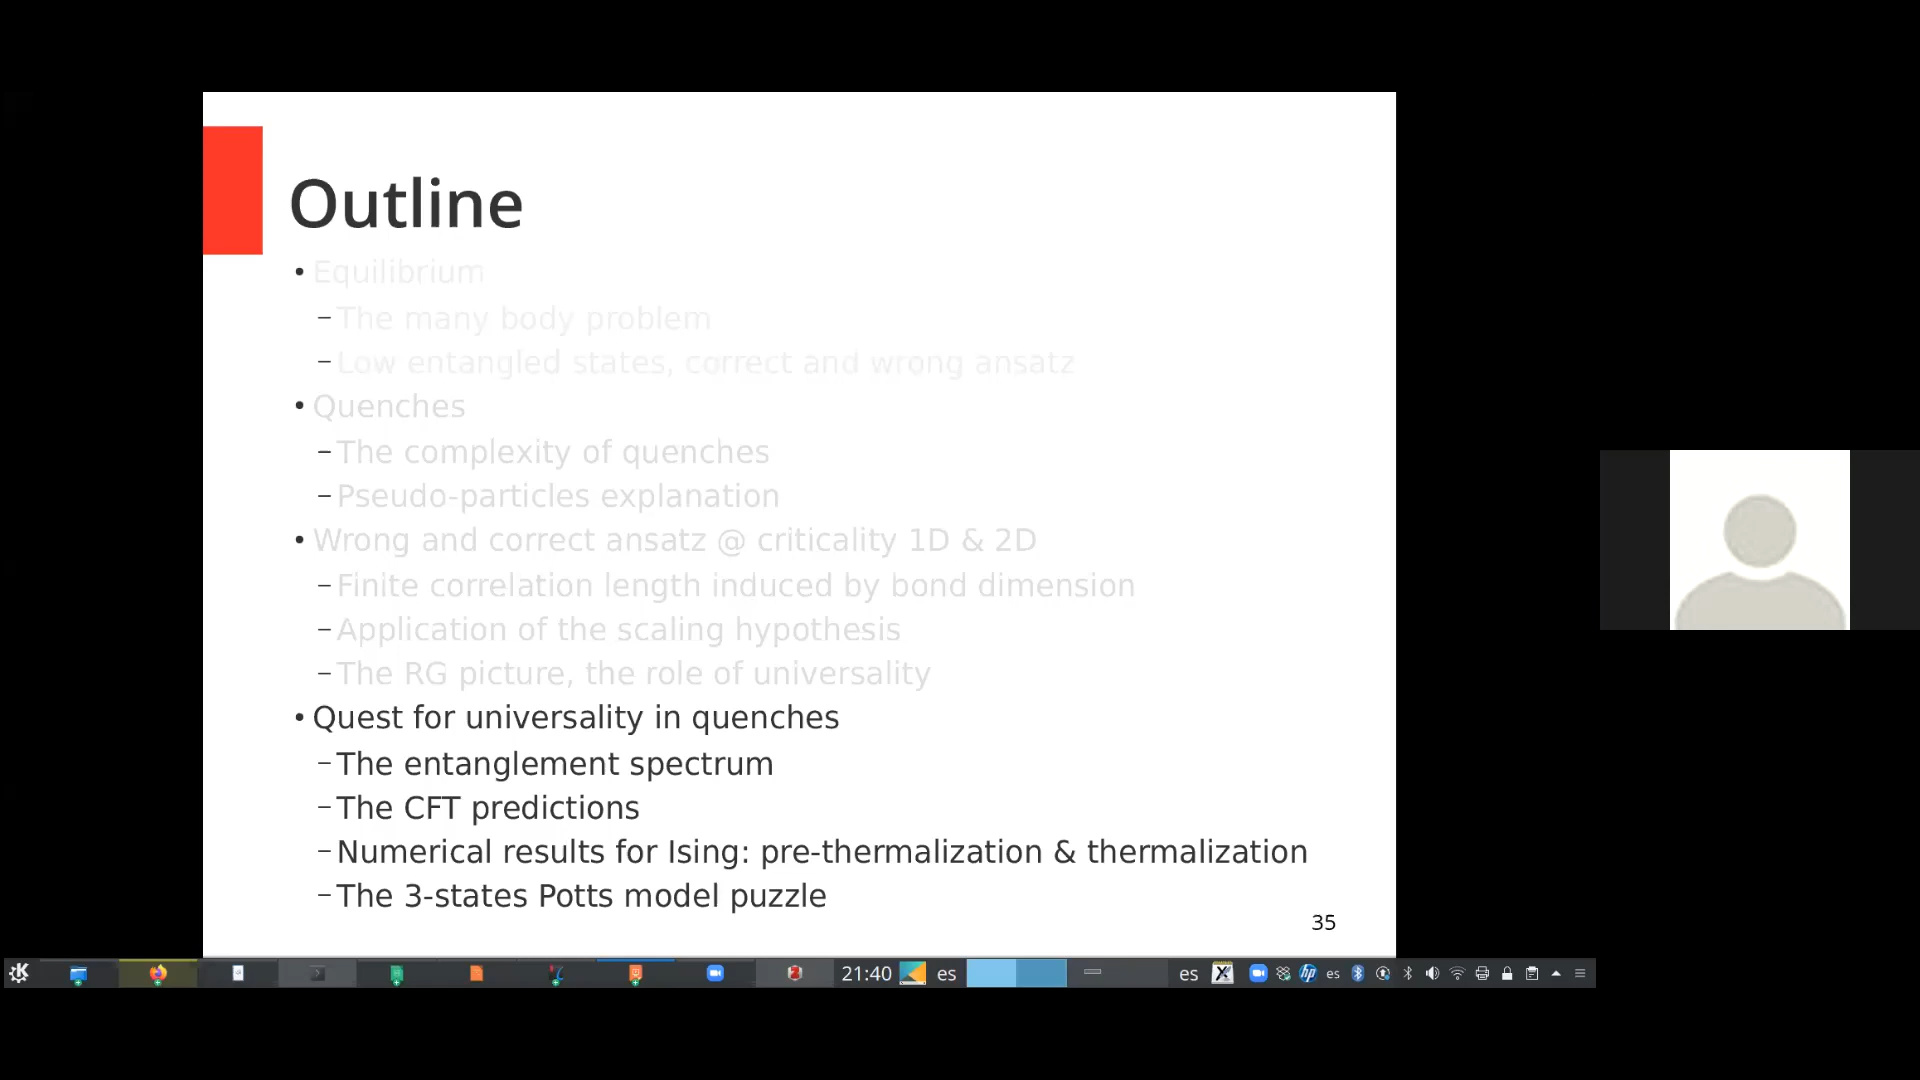 Outline
• Equilibrium
– The many body problem
– Low entangled states, correct and wrong ansatz
• Quenches
– The complexity of quenches
– Pseudo-particles explanation
• Wrong and correct ansatz @ criticality 1D & 2D
– Finite correlation length induced by bond dimension
– Application of the scaling hypothesis
– The RG picture, the role of universality
• Quest for universality in quenches
– The entanglement spectrum
– The CFT predictions
– Numerical results for Ising: pre-thermalization & thermalization
– The 3-states Potts model puzzle
35
21:40 es es hp es